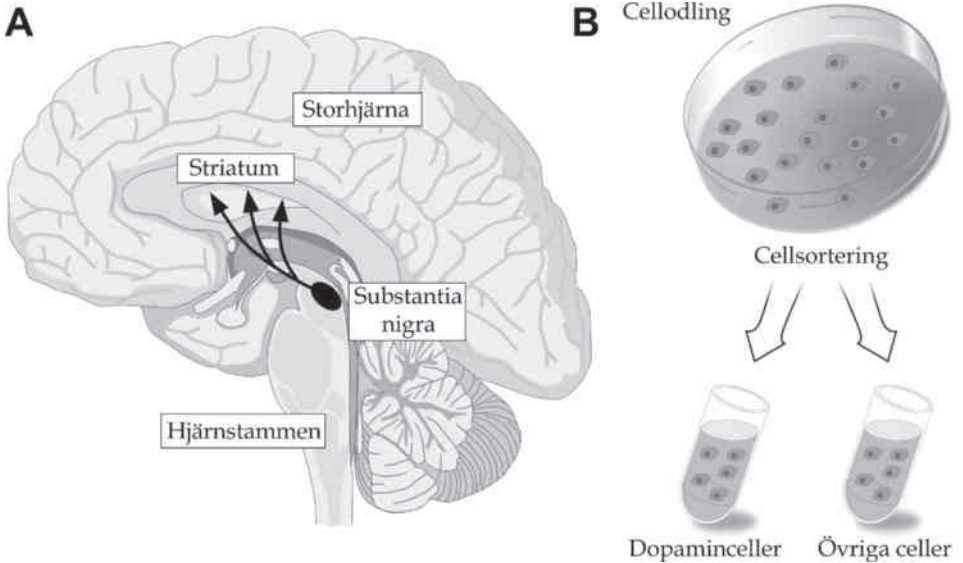 A
Storhjärna
Striatum
Substantia
nigra
Hjärnstammen
B
Cellodling
Cellsortering
Dopaminceller
Övriga celler